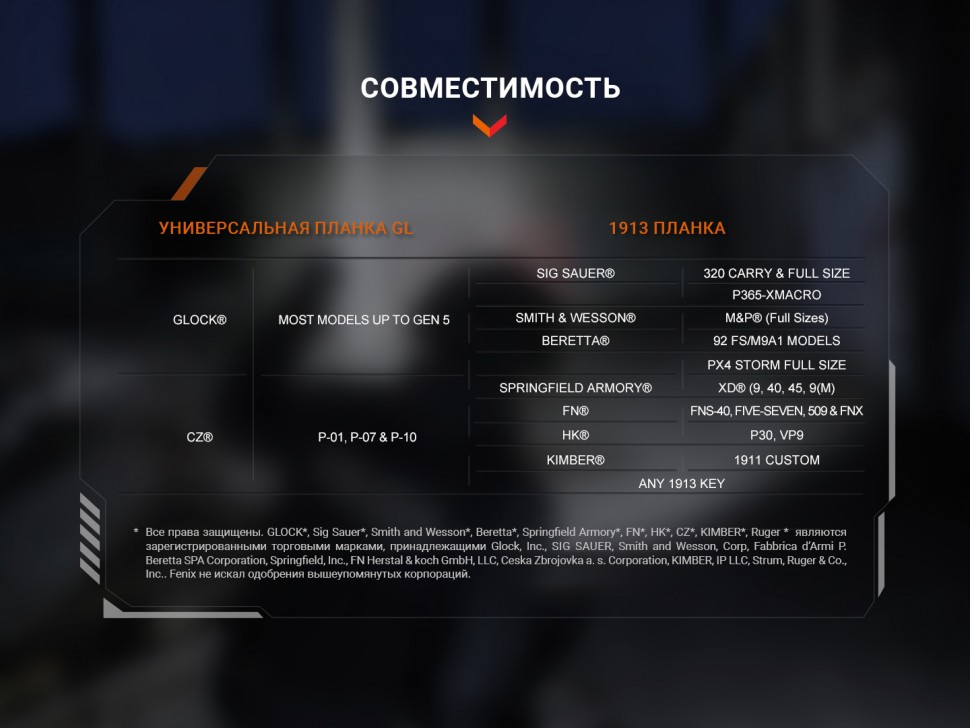 СОВМЕСТИМОСТЬ
УНИВЕРСАЛЬНАЯ ПЛАНКА GL
1913 ПЛАНКА
GLOCK®
MOST MODELS UP TO GEN 5
CZ®
P-01, P-07 & P-10
SIG SAUER®
320 CARRY & FULL SIZE
P365-XMACRO
SMITH & WESSON®
M&P® (Full Sizes)
BERETTA®
92 FS/M9A1 MODELS
PX4 STORM FULL SIZE
SPRINGFIELD ARMORY®
XD® (9, 40, 45, 9(M)
FN®
FNS-40, FIVE-SEVEN, 509 & FNX
HK®
P30, VP9
KIMBER®
1911 CUSTOM
ANY 1913 KEY
* Все права защищены. GLOCK*, Sig Sauer*, Smith and Wesson*, Beretta*, Springfield Armory*, FN*, HK*, CZ*, KIMBER*, Ruger * являются
зарегистрированными торговыми марками, принадлежащими Glock, Inc., SIG SAUER, Smith and Wesson, Corp, Fabbrica d'Armi P.
Beretta SPA Corporation, Springfield, Inc., FN Herstal & koch GmbH, LLC, Ceska Zbrojovka a. s. Corporation, KIMBER, IP LLC, Strum, Ruger & Co.,
Inc.. Fenix не искал одобрения вышеупомянутых корпораций.